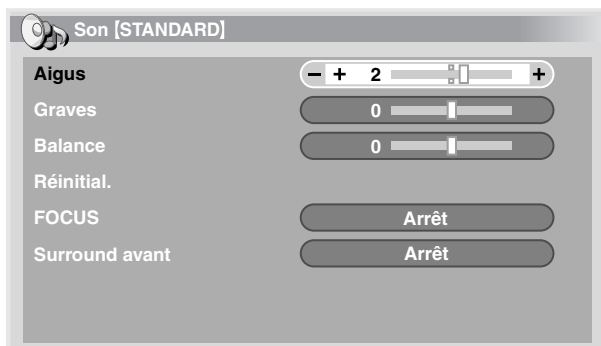 Son [STANDARD]
Aigus − + 2 +
Graves 0
Balance 0
Réinitial.
FOCUS Arrêt
Surround avant Arrêt